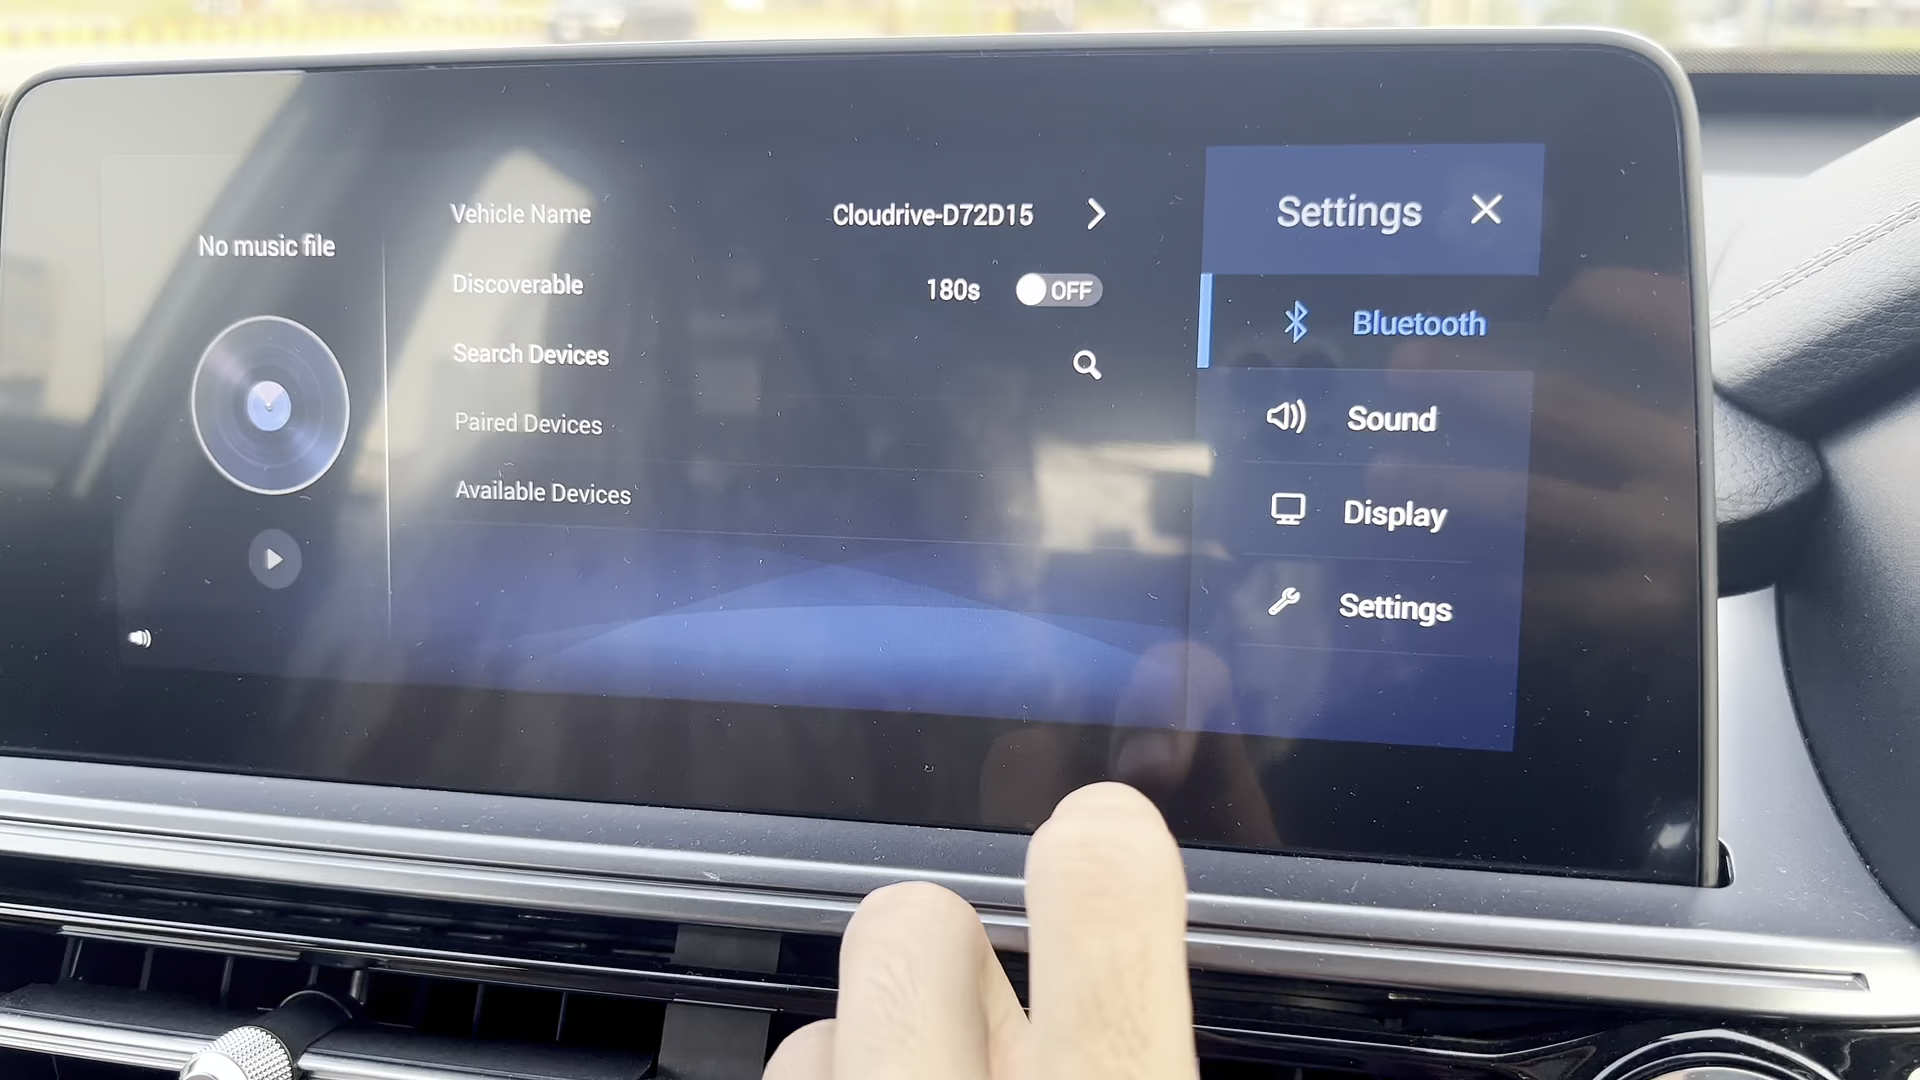 No music file
Vehicle Name Cloudrive-D72D15
Discoverable 180s OFF
Search Devices
Paired Devices
Available Devices
Settings
Bluetooth
Sound
Display
Settings